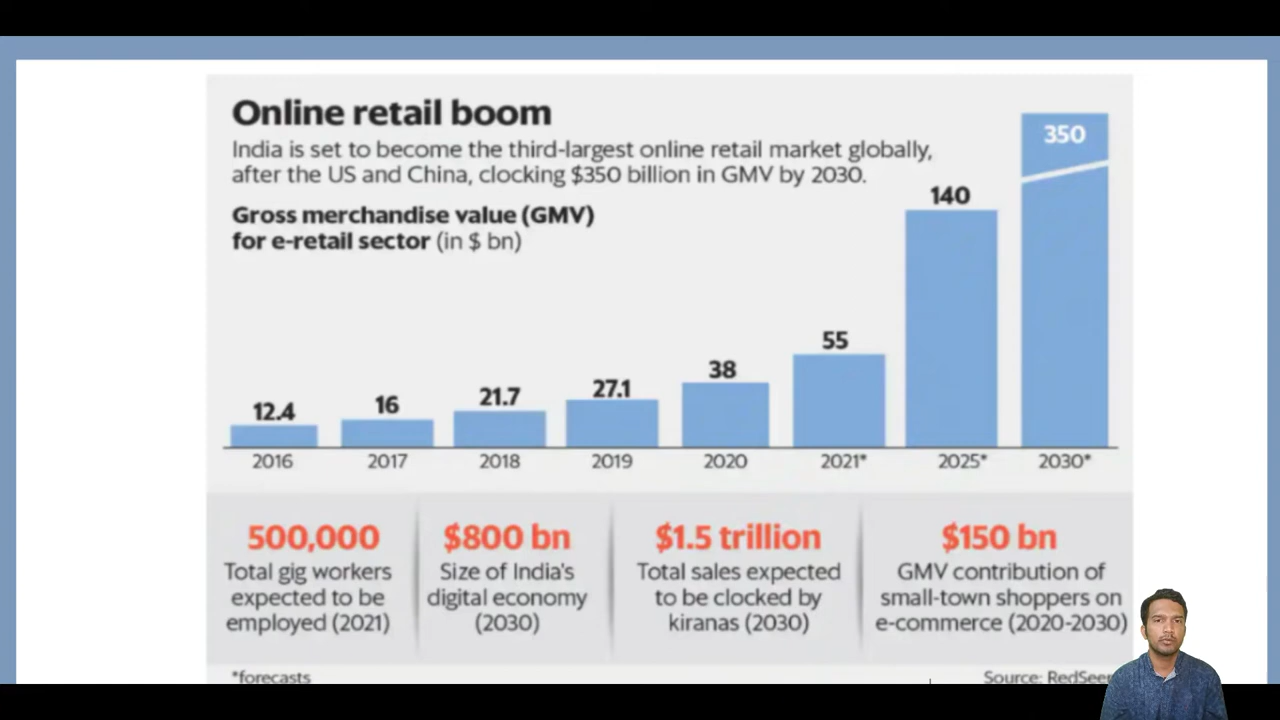 Online retail boom
India is set to become the third-largest online retail market globally,
after the US and China, clocking $350 billion in GMV by 2030.
Gross merchandise value (GMV)
for e-retail sector (in $ bn)
12.4
16
21.7
27.1
38
55
140
350
2016
2017
2018
2019
2020
2021*
2025*
2030*
500,000
Total gig workers
expected to be
employed (2021)
$800 bn
Size of India's
digital economy
(2030)
$1.5 trillion
Total sales expected
to be clocked by
kiranas (2030)
$150 bn
GMV contribution of
small-town shoppers on
e-commerce (2020-2030)
*forecasts
Source: RedSeer